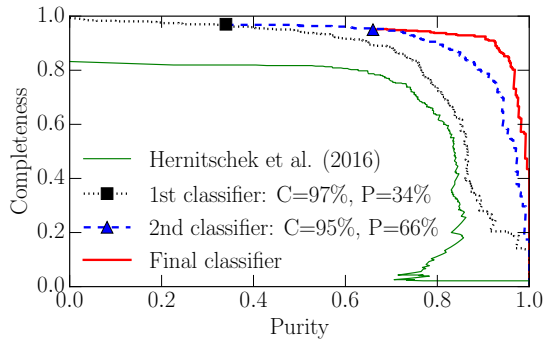 1.0
0.8
0.6
0.4
0.2
0.0
Completeness
Hernitschek et al. (2016)
1st classifier: C=97%, P=34%
2nd classifier: C=95%, P=66%
Final classifier
0.0 0.2 0.4 0.6 0.8 1.0
Purity